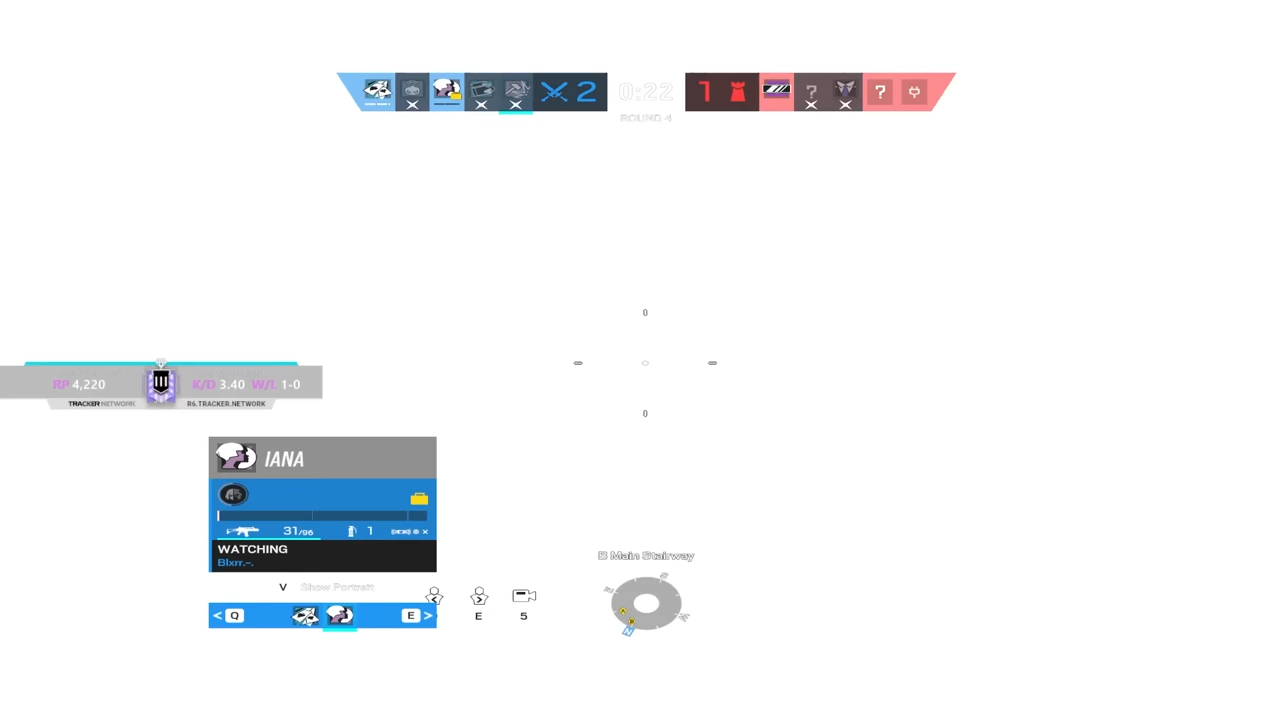 2 0:22 1 ? ?
ROUND 4
0
0
III
RP 4,220 K/D 3.40 W/L 1-0
TRACKER NETWORK R6.TRACKER.NETWORK
IANA
31/96 1
WATCHING
Blxrr.-.
V Show Portrait
< Q E >
E 5
B Main Stairway
N